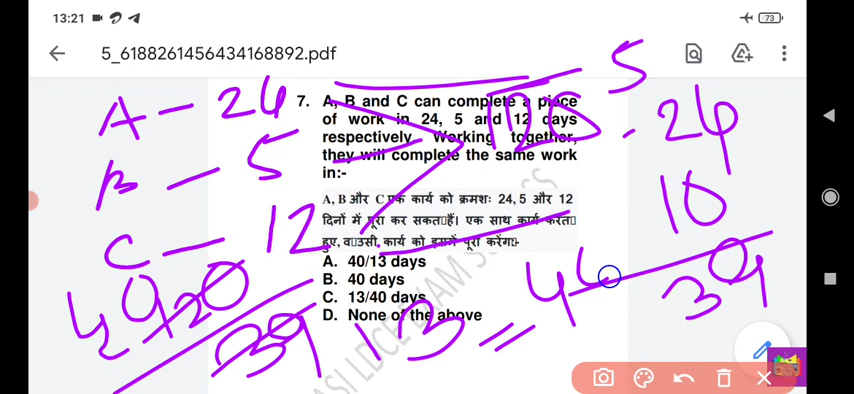 13:21 73
5_6188261456434168892.pdf
7. A, B and C can complete a piece
of work in 24, 5 and 12 days
respectively. Working together,
they will complete the same work
in:-
A, B और C एक कार्य को क्रमशः 24, 5 और 12
दिनों में पूरा कर सकत हैं। एक साथ कार्य करत
हुए, व उसी कार्य को इसमें पूरा करेंग:-
A. 40/13 days
B. 40 days
C. 13/40 days
D. None of the above
A - 24
B - 5
C - 12
120
5
24
10
39
40
120
39
13 =